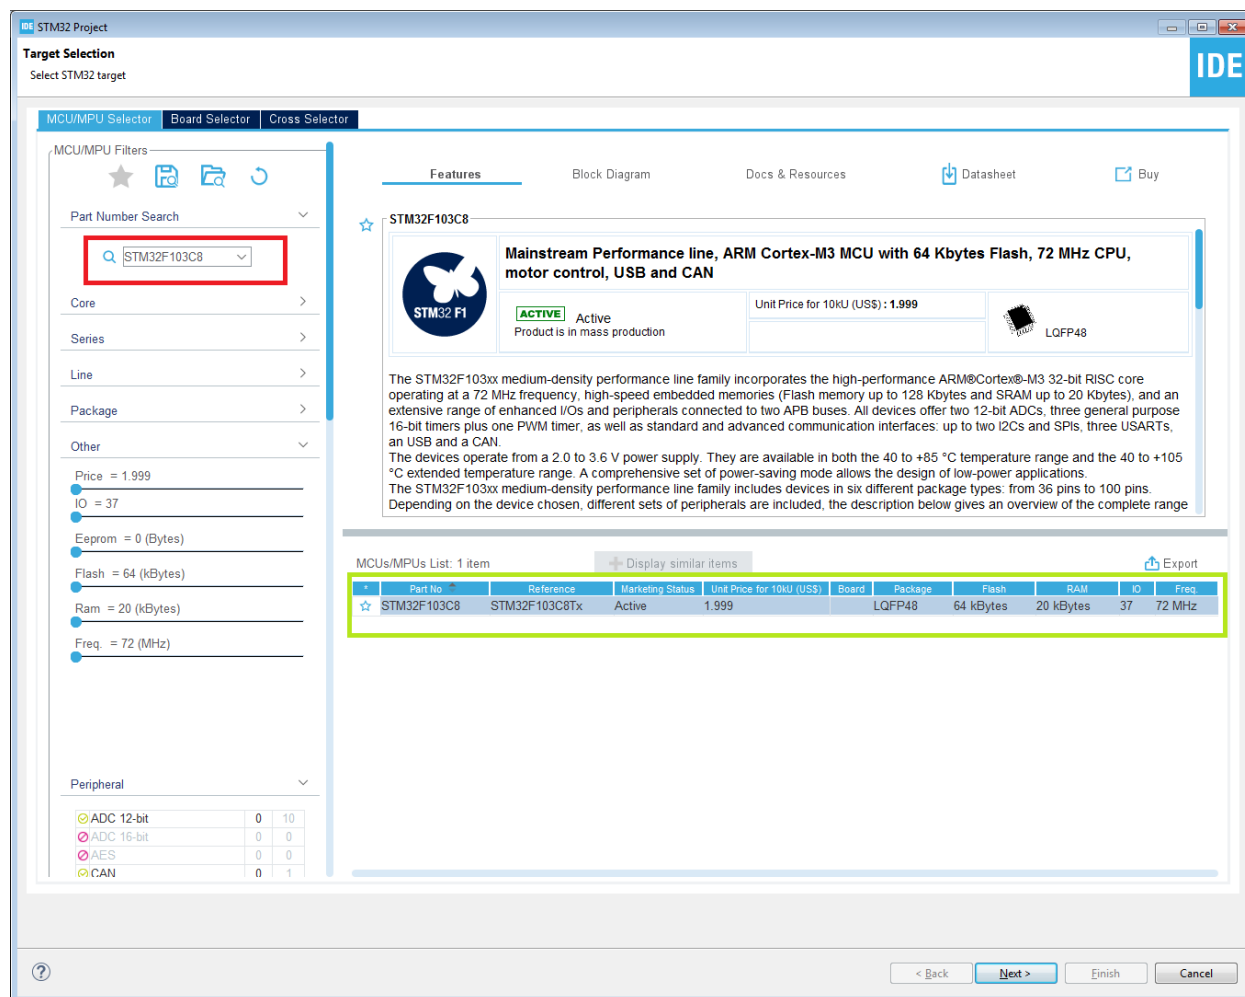 IDE STM32 Project
Target Selection
Select STM32 target
IDE
MCU/MPU Selector Board Selector Cross Selector
MCU/MPU Filters
Part Number Search
STM32F103C8
Core
Series
Line
Package
Other
Price = 1.999
IO = 37
Eeprom = 0 (Bytes)
Flash = 64 (kBytes)
Ram = 20 (kBytes)
Freq. = 72 (MHz)
Peripheral
ADC 12-bit 0 10
ADC 16-bit 0 0
AES 0 0
CAN 0 1
Features Block Diagram Docs & Resources Datasheet Buy
STM32F103C8
STM32 F1
Mainstream Performance line, ARM Cortex-M3 MCU with 64 Kbytes Flash, 72 MHz CPU,
motor control, USB and CAN
ACTIVE Active
Product is in mass production
Unit Price for 10kU (US$) : 1.999
LQFP48
The STM32F103xx medium-density performance line family incorporates the high-performance ARM®Cortex®-M3 32-bit RISC core
operating at a 72 MHz frequency, high-speed embedded memories (Flash memory up to 128 Kbytes and SRAM up to 20 Kbytes), and an
extensive range of enhanced I/Os and peripherals connected to two APB buses. All devices offer two 12-bit ADCs, three general purpose
16-bit timers plus one PWM timer, as well as standard and advanced communication interfaces: up to two I2Cs and SPIs, three USARTs,
an USB and a CAN.
The devices operate from a 2.0 to 3.6 V power supply. They are available in both the 40 to +85 °C temperature range and the 40 to +105
°C extended temperature range. A comprehensive set of power-saving mode allows the design of low-power applications.
The STM32F103xx medium-density performance line family includes devices in six different package types: from 36 pins to 100 pins.
Depending on the device chosen, different sets of peripherals are included, the description below gives an overview of the complete range
MCUs/MPUs List: 1 item
Display similar items
Export
* Part No Reference Marketing Status Unit Price for 10kU (US$) Board Package Flash RAM IO Freq.
STM32F103C8 STM32F103C8Tx Active 1.999 LQFP48 64 kBytes 20 kBytes 37 72 MHz
?
< Back Next > Finish Cancel